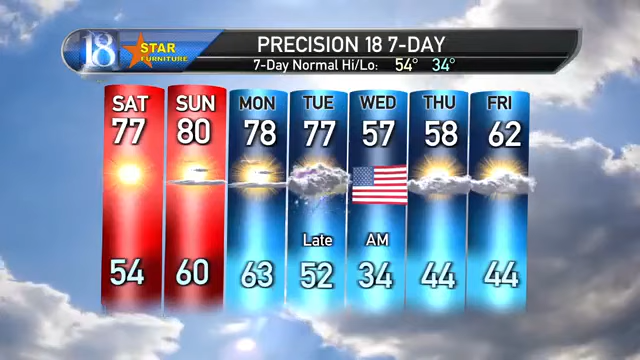 18 STAR FURNITURE
PRECISION 18 7-DAY
7-Day Normal Hi/Lo: 54° 34°
SAT SUN MON TUE WED THU FRI
77 80 78 77 57 58 62
Late AM
54 60 63 52 34 44 44